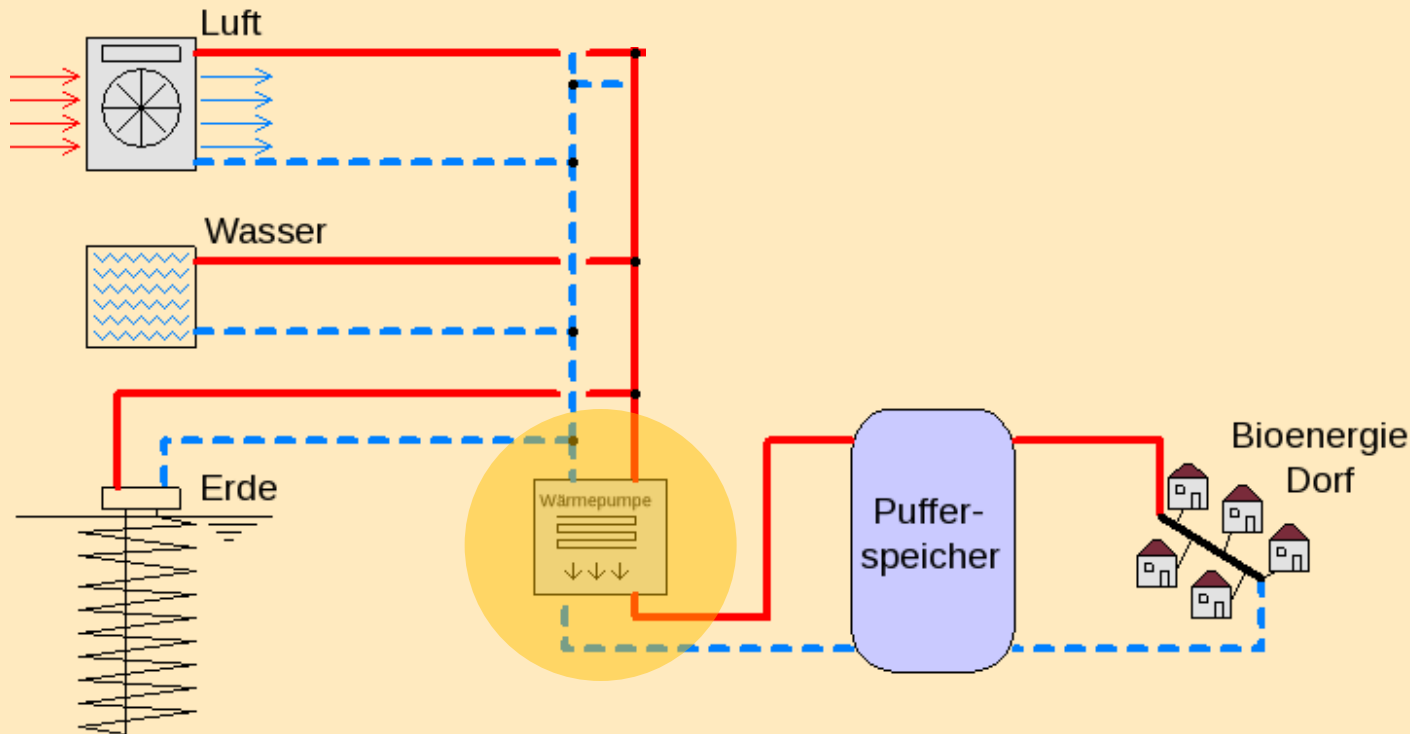 Luft
Wasser
Erde
Wärmepumpe
Puffer-
speicher
Bioenergie
Dorf